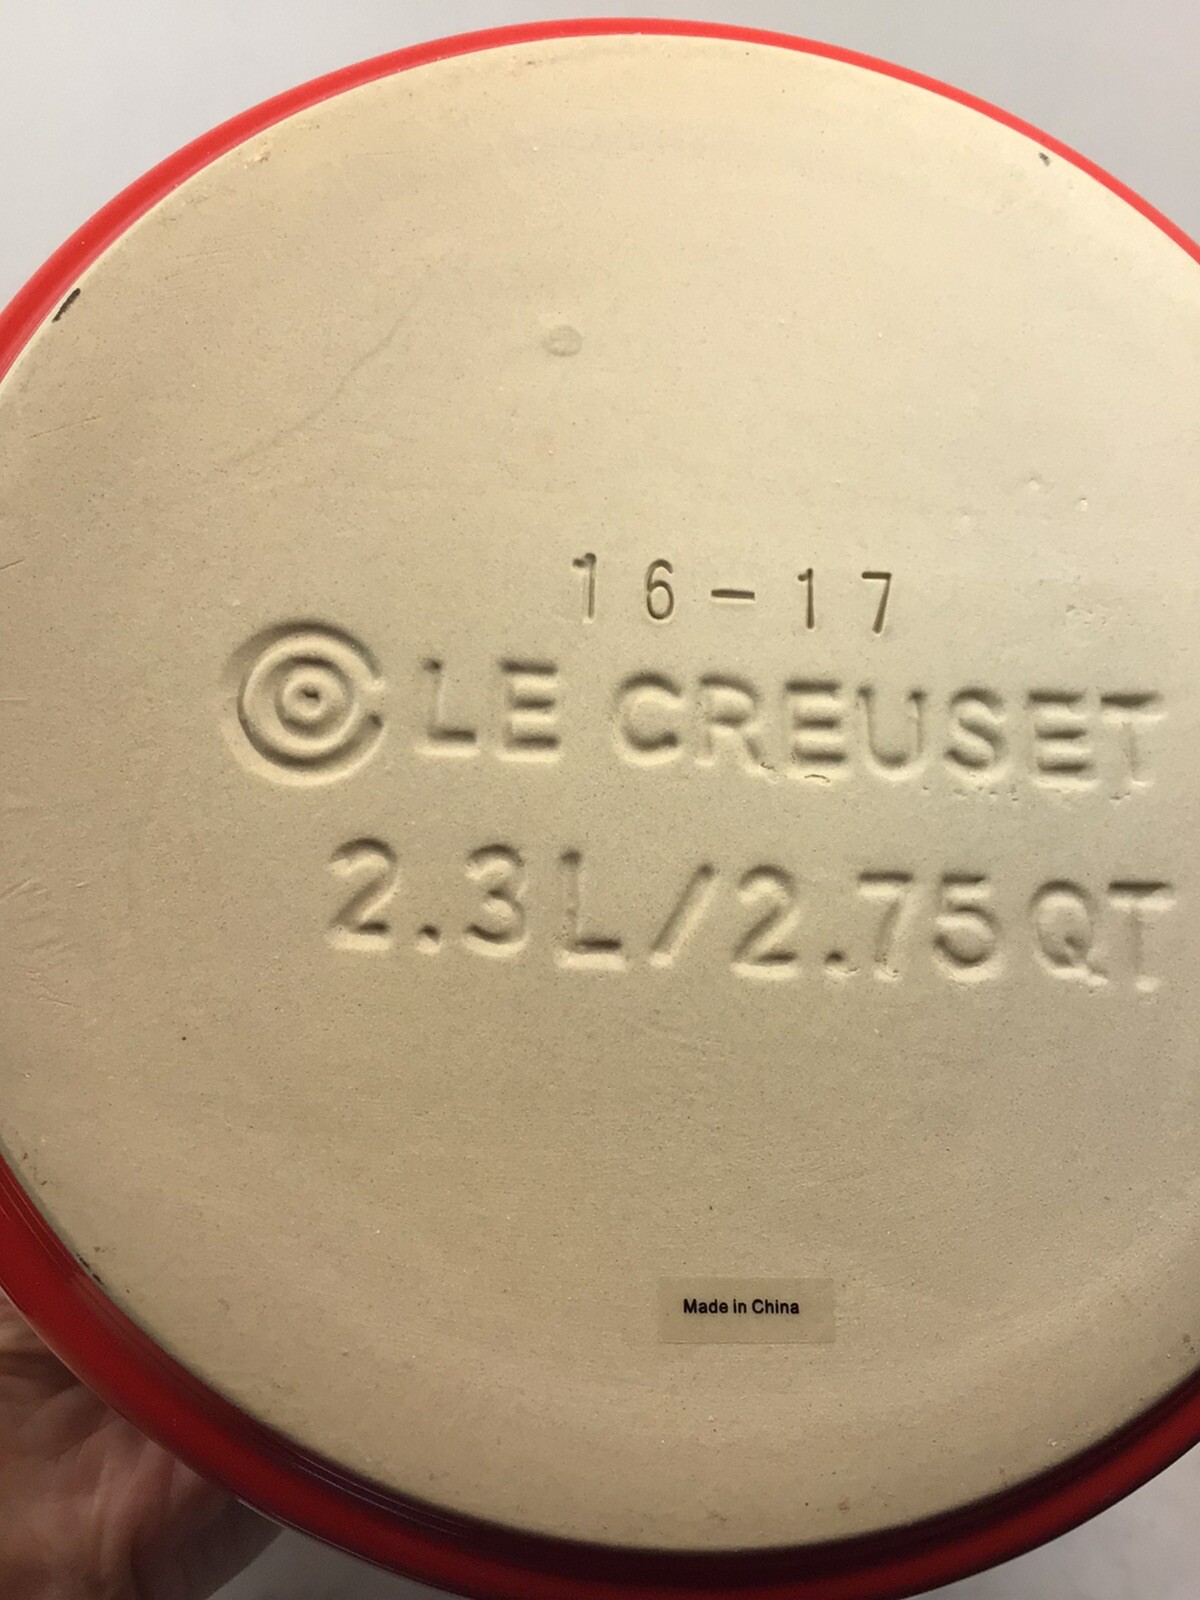 16-17
LE CREUSET
2.3L/2.75QT
Made in China